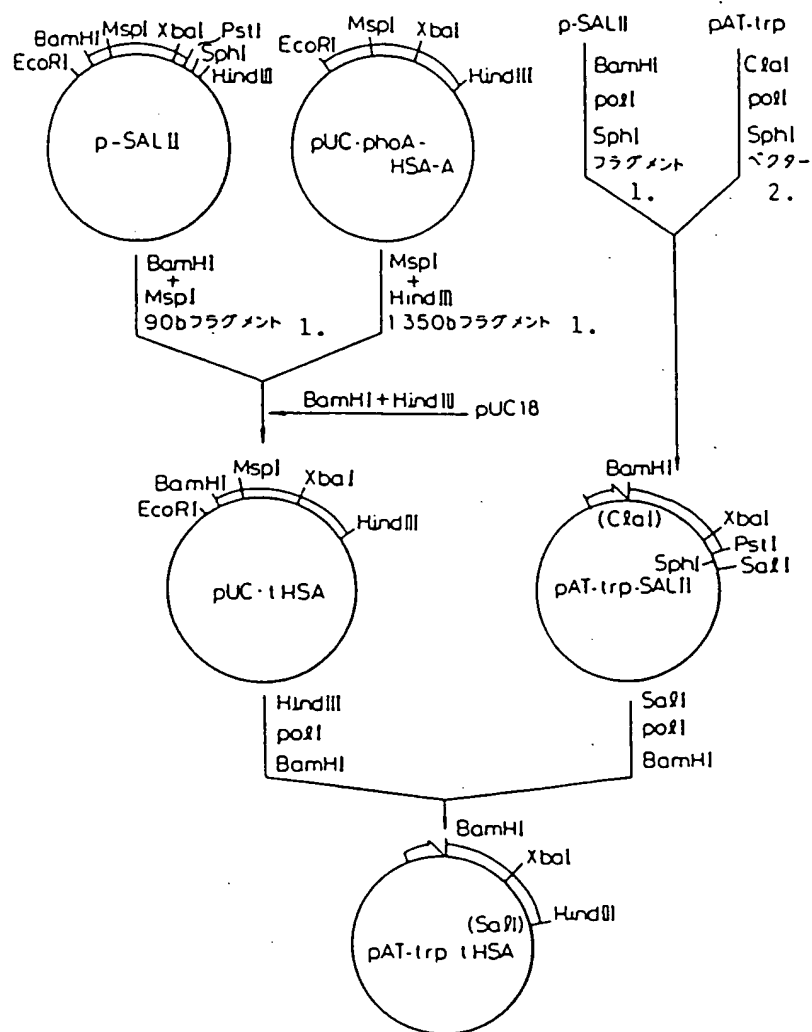 BamHI
MspI
XbaI
PstI
SphI
HindIII
EcoRI
p-SALII
EcoRI
MspI
XbaI
HindIII
pUC·phoA-
HSA-A
p-SALII
BamHI
polI
SphI
フラグメント
1.
pAT-trp
ClaI
polI
SphI
ベクター
2.
BamHI
+
MspI
90bフラグメント 1.
MspI
+
HindIII
1350bフラグメント 1.
BamHI+HindIII
pUC18
EcoRI
BamHI
MspI
XbaI
HindIII
pUC·tHSA
BamHI
(ClaI)
XbaI
PstI
SphI
SalI
pAT-trp-SALII
HindIII
polI
BamHI
SalI
polI
BamHI
BamHI
XbaI
HindIII
(SalI)
pAT-trp tHSA